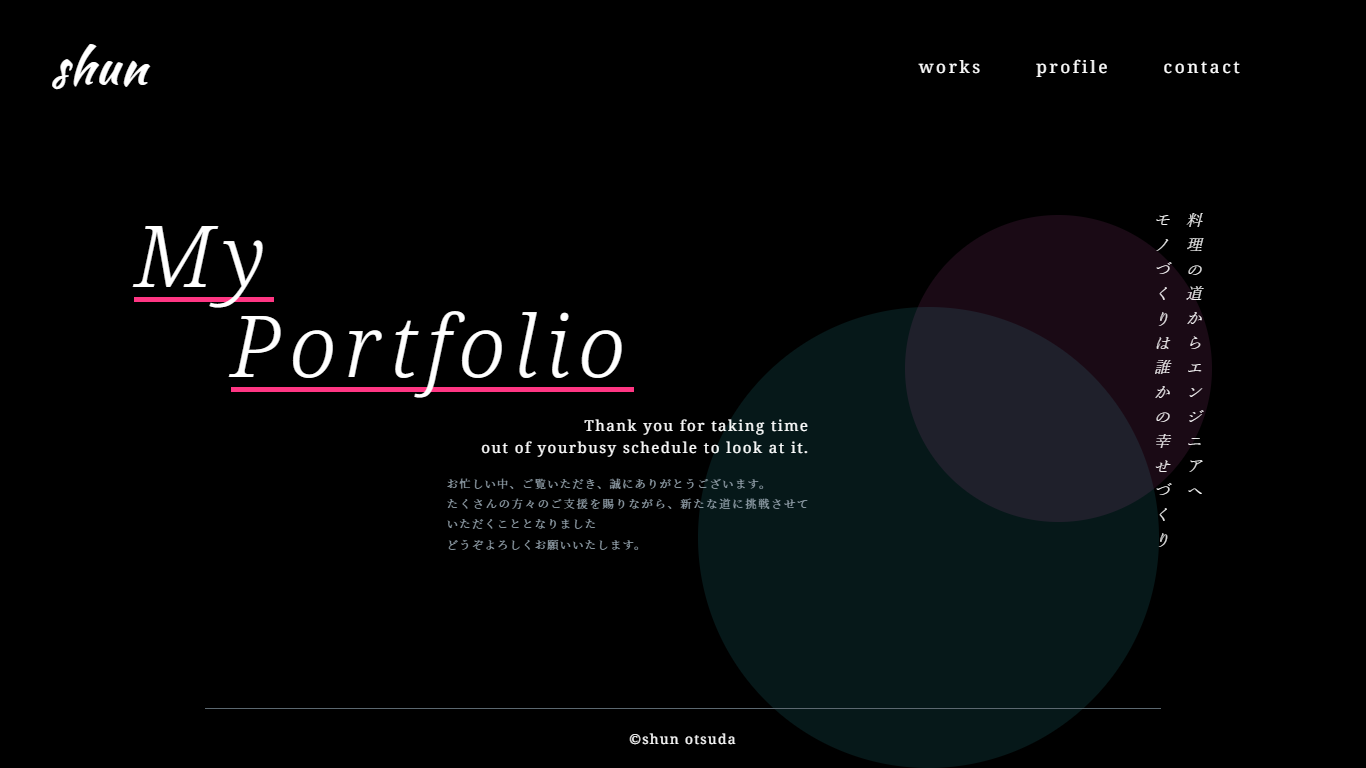 shun
works
profile
contact
My
Portfolio
料理の道からエンジニアへ
モノづくりは誰かの幸せづくり
Thank you for taking time
out of yourbusy schedule to look at it.
お忙しい中、ご覧いただき、誠にありがとうございます。
たくさんの方々のご支援を賜りながら、新たな道に挑戦させて
いただくこととなりました
どうぞよろしくお願いいたします。
©shun otsuda